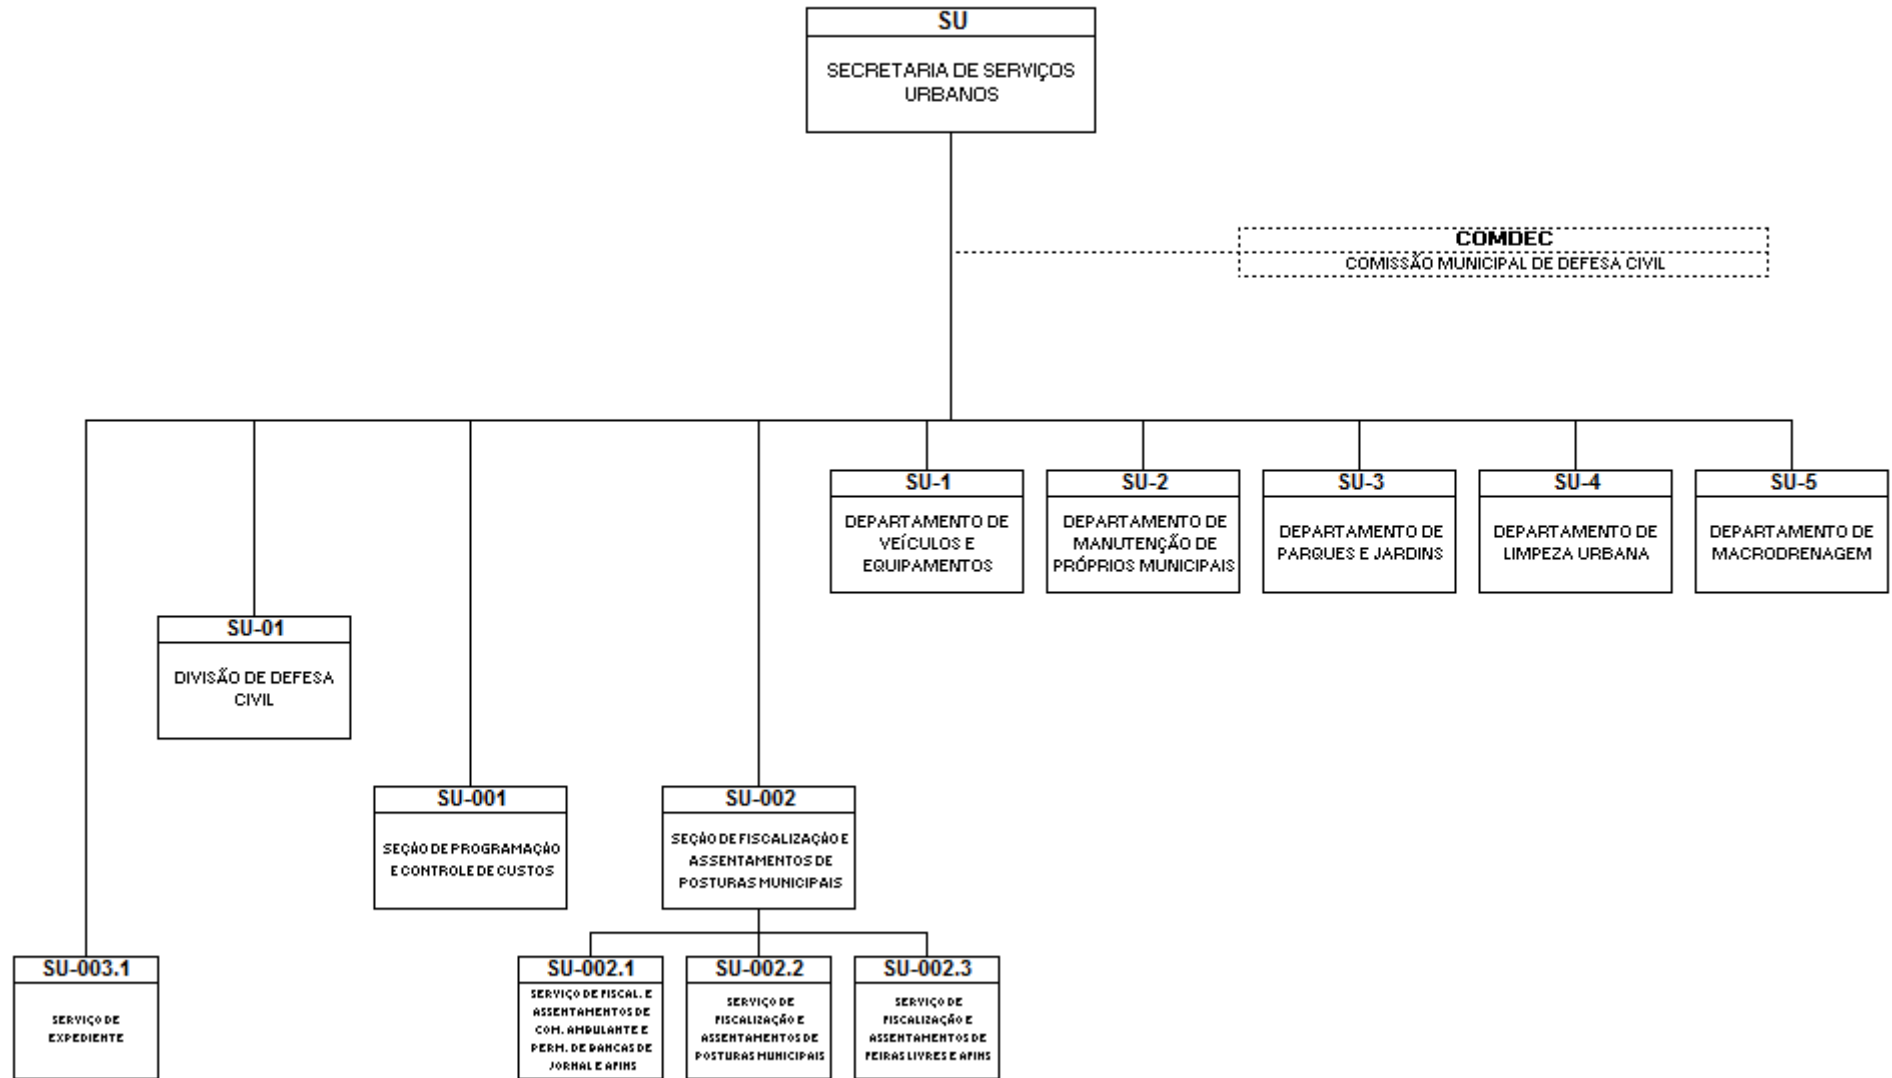 SU
SECRETARIA DE SERVIÇOS
URBANOS
COMDEC
COMISSÃO MUNICIPAL DE DEFESA CIVIL
SU-1
DEPARTAMENTO DE
VEÍCULOS E
EQUIPAMENTOS
SU-2
DEPARTAMENTO DE
MANUTENÇÃO DE
PRÓPRIOS MUNICIPAIS
SU-3
DEPARTAMENTO DE
PARQUES E JARDINS
SU-4
DEPARTAMENTO DE
LIMPEZA URBANA
SU-5
DEPARTAMENTO DE
MACRODRENAGEM
SU-01
DIVISÃO DE DEFESA
CIVIL
SU-001
SEÇÃO DE PROGRAMAÇÃO
E CONTROLE DE CUSTOS
SU-002
SEÇÃO DE FISCALIZAÇÃO E
ASSENTAMENTOS DE
POSTURAS MUNICIPAIS
SU-003.1
SERVIÇO DE
EXPEDIENTE
SU-002.1
SERVIÇO DE FISCAL. E
ASSENTAMENTOS DE
COM. AMBULANTE E
PERM. DE BANCAS DE
JORNAL E AFINS
SU-002.2
SERVIÇO DE
FISCALIZAÇÃO E
ASSENTAMENTOS DE
POSTURAS MUNICIPAIS
SU-002.3
SERVIÇO DE
FISCALIZAÇÃO E
ASSENTAMENTOS DE
FEIRAS LIVRES E AFINS